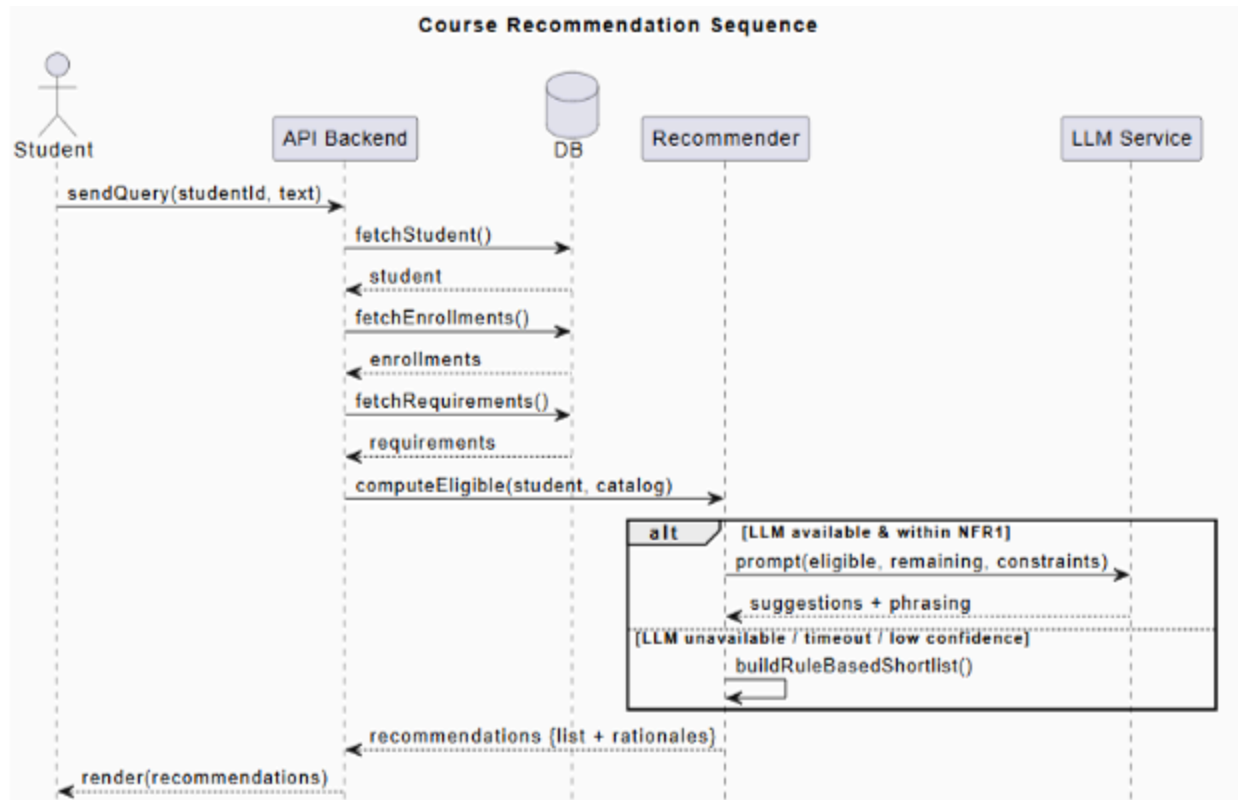 Course Recommendation Sequence
Student
API Backend
DB
Recommender
LLM Service
sendQuery(studentId, text)
fetchStudent()
student
fetchEnrollments()
enrollments
fetchRequirements()
requirements
computeEligible(student, catalog)
alt
[LLM available & within NFR1]
prompt(eligible, remaining, constraints)
suggestions + phrasing
[LLM unavailable / timeout / low confidence]
buildRuleBasedShortlist()
recommendations {list + rationales}
render(recommendations)